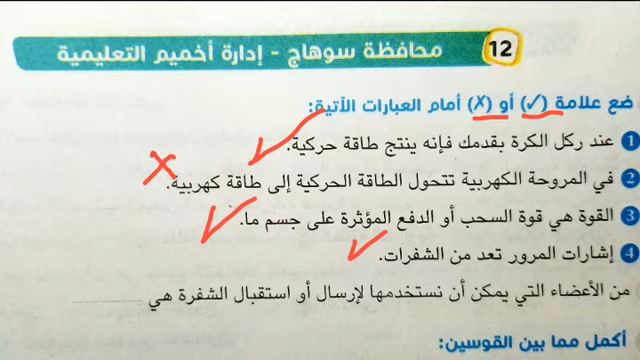 12 محافظة سوهاج - إدارة أخميم التعليمية
ضع علامة (✓) أو (✗) أمام العبارات الآتية:
1 عند ركل الكرة بقدمك فإنه ينتج طاقة حركية.
2 في المروحة الكهربية تتحول الطاقة الحركية إلى طاقة كهربية.
3 القوة هي قوة السحب أو الدفع المؤثرة على جسم ما.
4 إشارات المرور تعد من الشفرات.
من الأعضاء التي يمكن أن نستخدمها لإرسال أو استقبال الشفرة هي ............
أكمل مما بين القوسين: